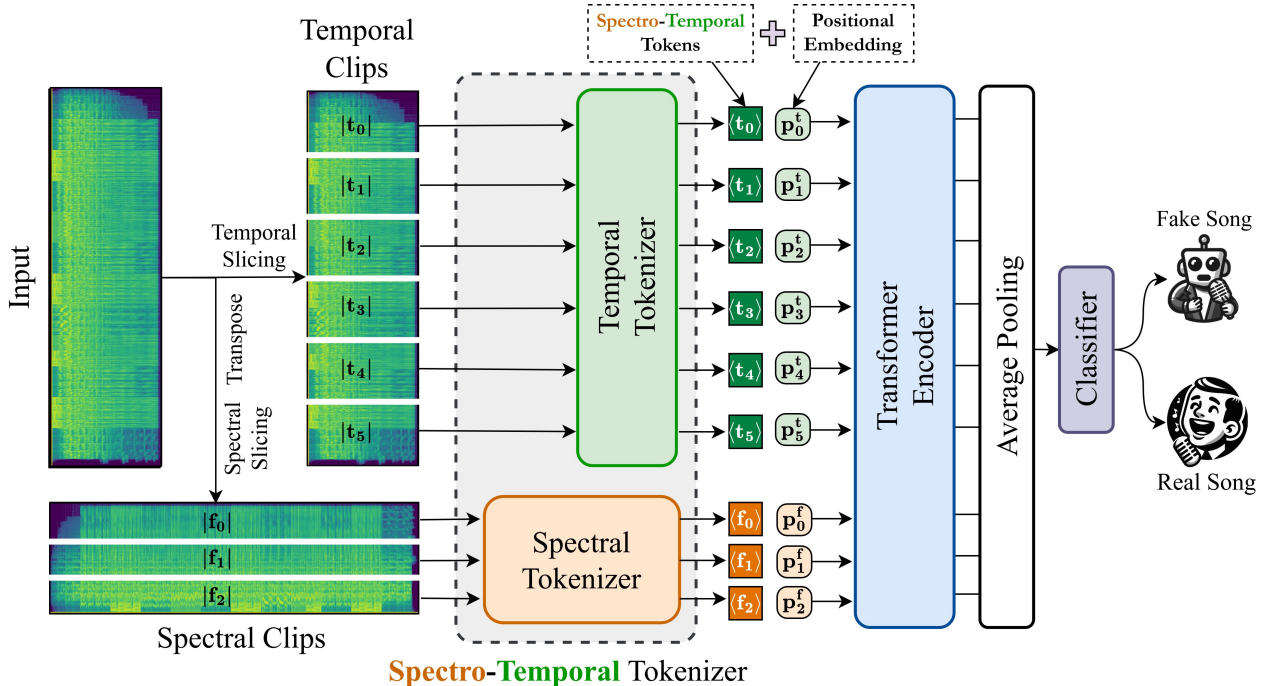 Temporal
Clips
Spectro-Temporal
Tokens
Positional
Embedding
Input
Temporal
Slicing
Transpose
Spectral
Slicing
|t₀|
|t₁|
|t₂|
|t₃|
|t₄|
|t₅|
Temporal
Tokenizer
⟨t₀⟩ p₀ᵗ
⟨t₁⟩ p₁ᵗ
⟨t₂⟩ p₂ᵗ
⟨t₃⟩ p₃ᵗ
⟨t₄⟩ p₄ᵗ
⟨t₅⟩ p₅ᵗ
|f₀|
|f₁|
|f₂|
Spectral Clips
Spectral
Tokenizer
⟨f₀⟩ p₀ᶠ
⟨f₁⟩ p₁ᶠ
⟨f₂⟩ p₂ᶠ
Spectro-Temporal Tokenizer
Transformer
Encoder
Average Pooling
Classifier
Fake Song
Real Song